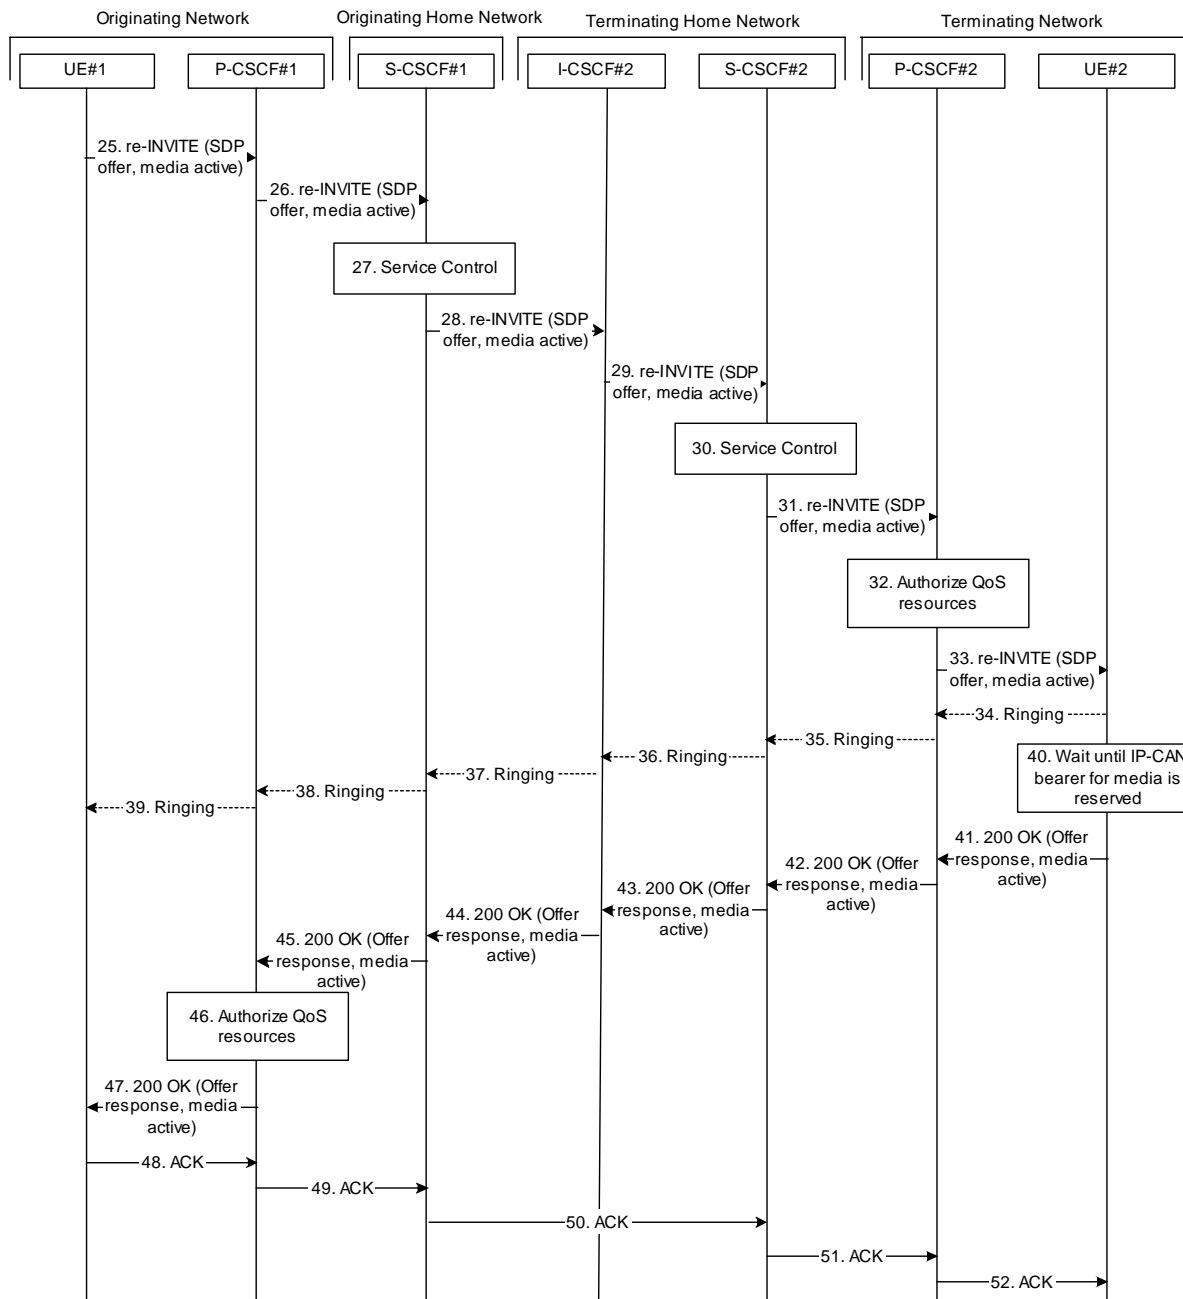 Originating Network
Originating Home Network
Terminating Home Network
Terminating Network
UE#1
P-CSCF#1
S-CSCF#1
I-CSCF#2
S-CSCF#2
P-CSCF#2
UE#2
25. re-INVITE (SDP
offer, media active)
26. re-INVITE (SDP
offer, media active)
27. Service Control
28. re-INVITE (SDP
offer, media active)
29. re-INVITE (SDP
offer, media active)
30. Service Control
31. re-INVITE (SDP
offer, media active)
32. Authorize QoS
resources
33. re-INVITE (SDP
offer, media active)
34. Ringing
35. Ringing
36. Ringing
37. Ringing
38. Ringing
39. Ringing
40. Wait until IP-CAN
bearer for media is
reserved
41. 200 OK (Offer
response, media
active)
42. 200 OK (Offer
response, media
active)
43. 200 OK (Offer
response, media
active)
44. 200 OK (Offer
response, media
active)
45. 200 OK (Offer
response, media
active)
46. Authorize QoS
resources
47. 200 OK (Offer
response, media
active)
48. ACK
49. ACK
50. ACK
51. ACK
52. ACK